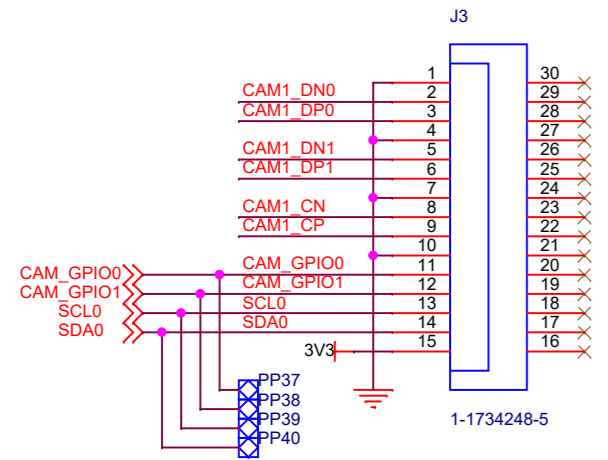 J3
1 30
CAM1_DN0 2 29
CAM1_DP0 3 28
4 27
CAM1_DN1 5 26
CAM1_DP1 6 25
7 24
CAM1_CN 8 23
CAM1_CP 9 22
10 21
CAM_GPIO0 CAM_GPIO0 11 20
CAM_GPIO1 CAM_GPIO1 12 19
SCL0 SCL0 13 18
SDA0 SDA0 14 17
3V3 15 16
PP37
PP38
PP39
PP40
1-1734248-5